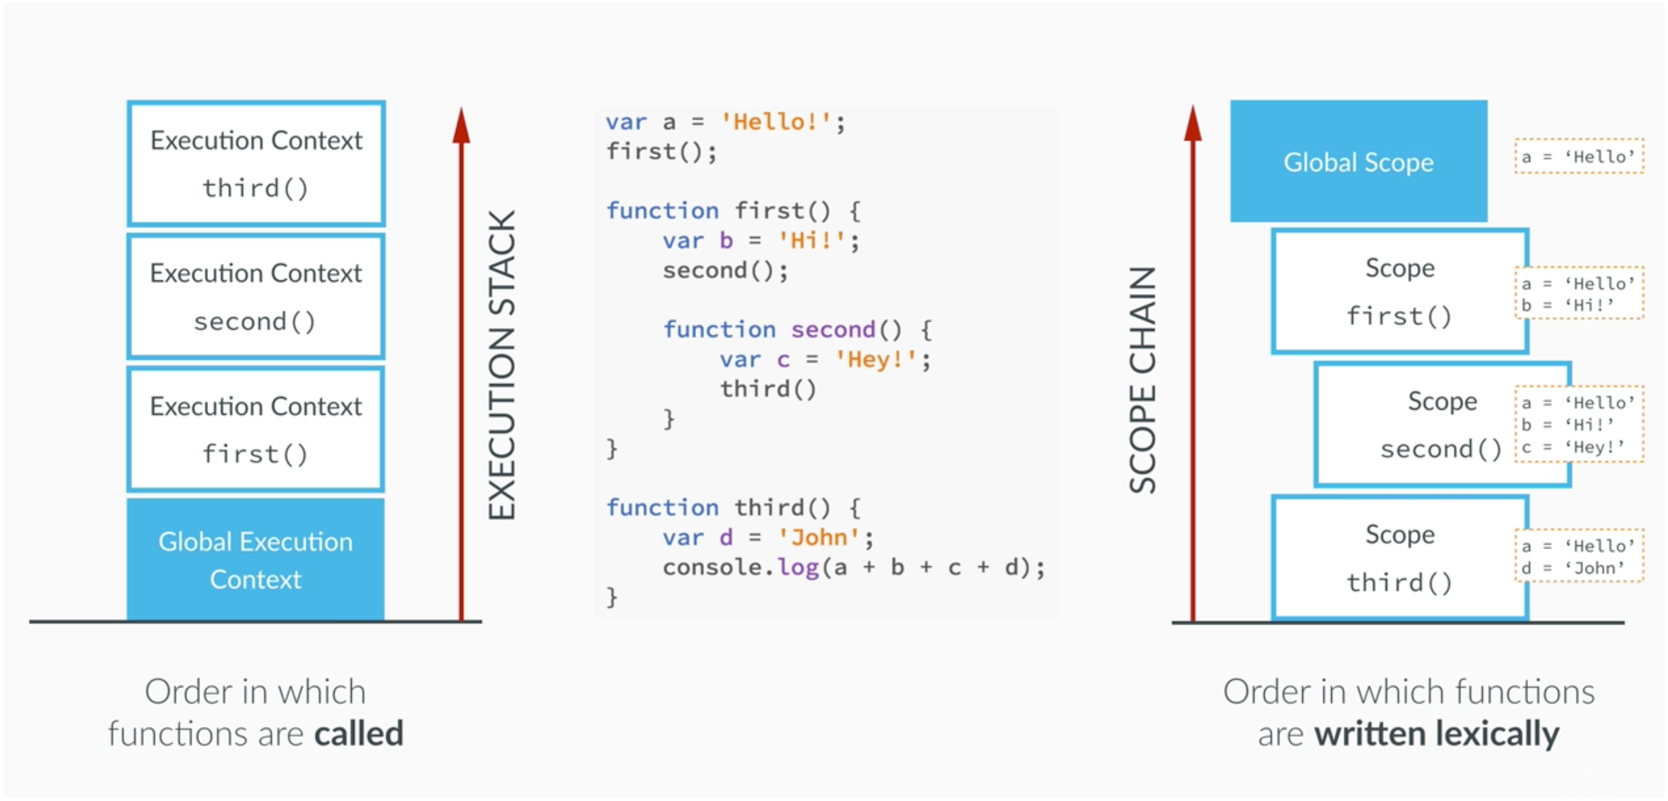 Execution Context
third()
Execution Context
second()
Execution Context
first()
Global Execution
Context
EXECUTION STACK
Order in which
functions are called
var a = 'Hello!';
first();
function first() {
var b = 'Hi!';
second();
function second() {
var c = 'Hey!';
third()
}
}
function third() {
var d = 'John';
console.log(a + b + c + d);
}
SCOPE CHAIN
Global Scope
a = ‘Hello’
Scope
first()
a = ‘Hello’
b = ‘Hi!’
Scope
second()
a = ‘Hello’
b = ‘Hi!’
c = ‘Hey!’
Scope
third()
a = ‘Hello’
d = ‘John’
Order in which functions
are written lexically